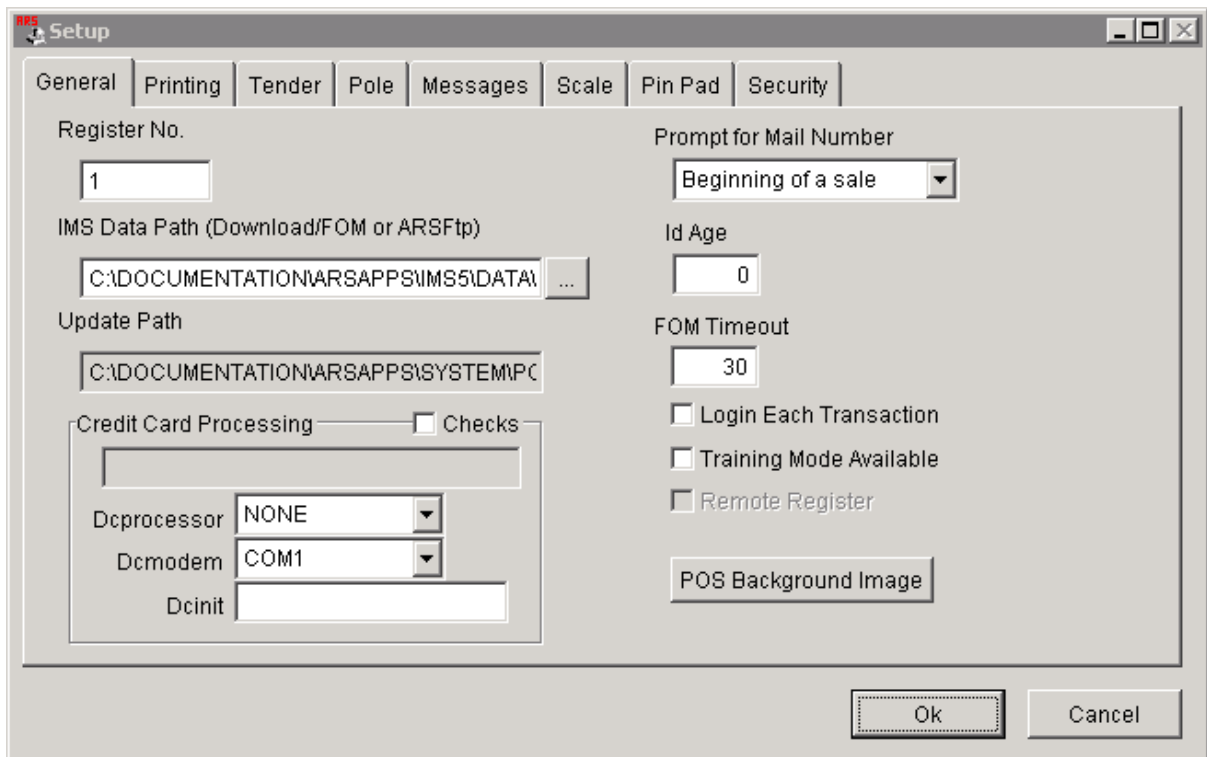 ARS
Setup
General Printing Tender Pole Messages Scale Pin Pad Security
Register No.
1
IMS Data Path (Download/FOM or ARSFtp)
C:\DOCUMENTATION\ARSAPPS\IMS5\DATA\ ...
Update Path
C:\DOCUMENTATION\ARSAPPS\SYSTEM\PO
Credit Card Processing Checks
Dcprocessor NONE
Dcmodem COM1
Dcinit
Prompt for Mail Number
Beginning of a sale
Id Age
0
FOM Timeout
30
Login Each Transaction
Training Mode Available
Remote Register
POS Background Image
Ok Cancel